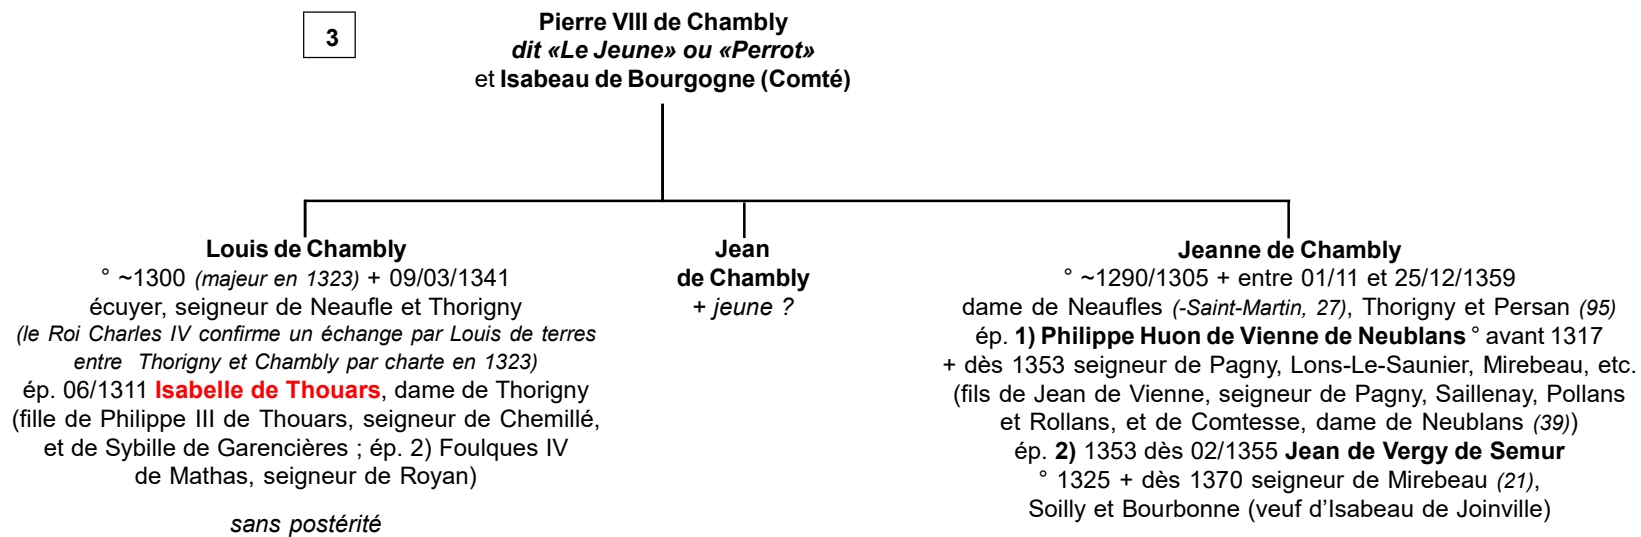 3
Pierre VIII de Chambly
dit «Le Jeune» ou «Perrot»
et Isabeau de Bourgogne (Comté)
Louis de Chambly
° ~1300 (majeur en 1323) + 09/03/1341
écuyer, seigneur de Neaufle et Thorigny
(le Roi Charles IV confirme un échange par Louis de terres
entre Thorigny et Chambly par charte en 1323)
ép. 06/1311 Isabelle de Thouars, dame de Thorigny
(fille de Philippe III de Thouars, seigneur de Chemillé,
et de Sybille de Garencières ; ép. 2) Foulques IV
de Mathas, seigneur de Royan)
sans postérité
Jean
de Chambly
+ jeune ?
Jeanne de Chambly
° ~1290/1305 + entre 01/11 et 25/12/1359
dame de Neaufles (-Saint-Martin, 27), Thorigny et Persan (95)
ép. 1) Philippe Huon de Vienne de Neublans ° avant 1317
+ dès 1353 seigneur de Pagny, Lons-Le-Saunier, Mirebeau, etc.
(fils de Jean de Vienne, seigneur de Pagny, Saillenay, Pollans
et Rollans, et de Comtesse, dame de Neublans (39))
ép. 2) 1353 dès 02/1355 Jean de Vergy de Semur
° 1325 + dès 1370 seigneur de Mirebeau (21),
Soilly et Bourbonne (veuf d'Isabeau de Joinville)